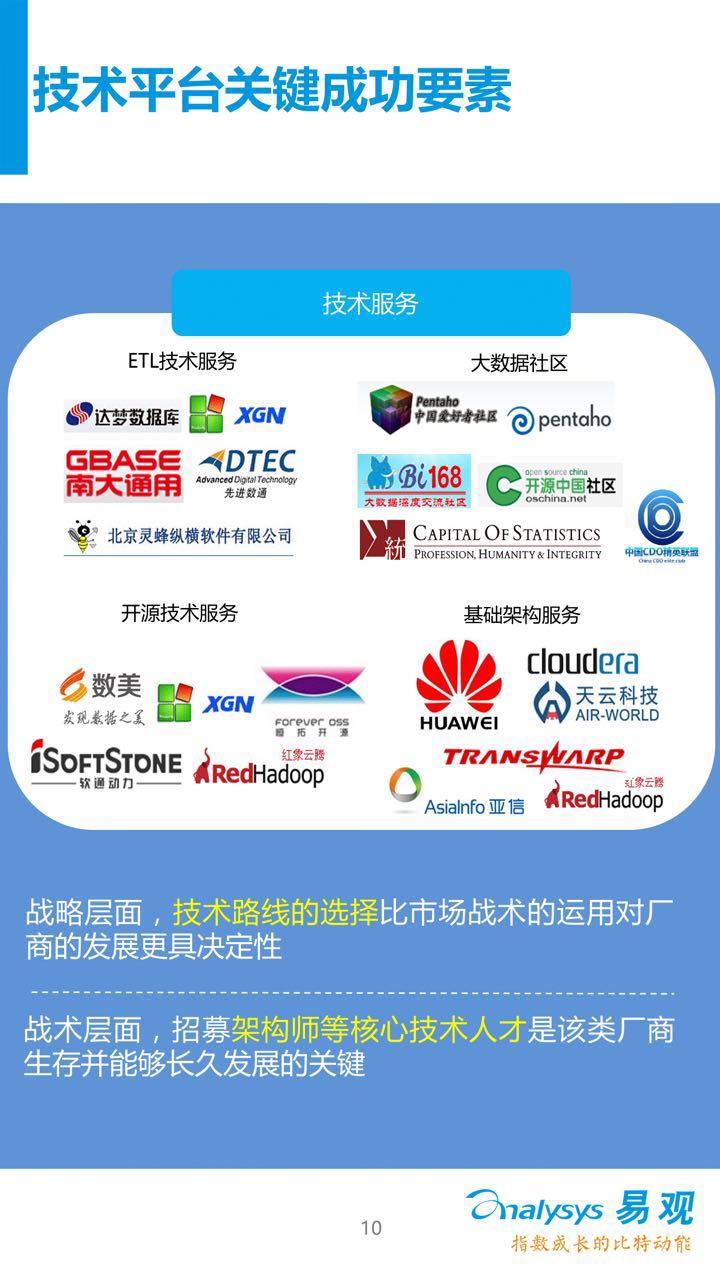 技术平台关键成功要素
技术服务
ETL技术服务
达梦数据库
XGN
GBASE
南大通用
ADTEC
Advanced Digital Technology
先进数通
北京灵蜂纵横软件有限公司
大数据社区
Pentaho
中国爱好者社区
pentaho
Bi168
大数据深度交流社区
open source china
开源中国社区
oschina.net
統
CAPITAL OF STATISTICS
PROFESSION, HUMANITY & INTEGRITY
中国CDO精英联盟
China CDO elite club
开源技术服务
数美
发现数据之美
XGN
Forever OSS
恒拓开源
iSOFTSTONE
软通动力
红象云腾
RedHadoop
基础架构服务
HUAWEI
cloudera
天云科技
AIR-WORLD
TRANSWARP
AsiaInfo 亚信
红象云腾
RedHadoop
战略层面，技术路线的选择比市场战术的运用对厂
商的发展更具决定性
战术层面，招募架构师等核心技术人才是该类厂商
生存并能够长久发展的关键
10
analysys 易观
指数成长的比特动能